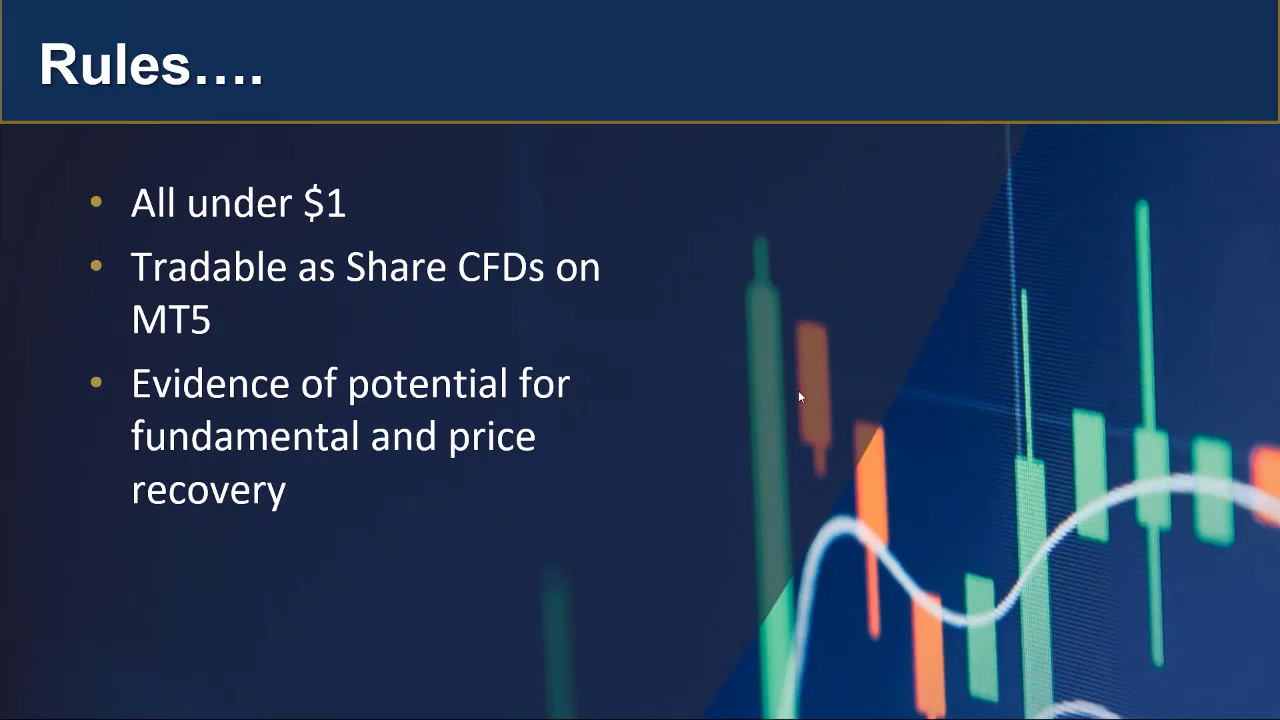 Rules….
All under $1
Tradable as Share CFDs on
MT5
Evidence of potential for
fundamental and price
recovery